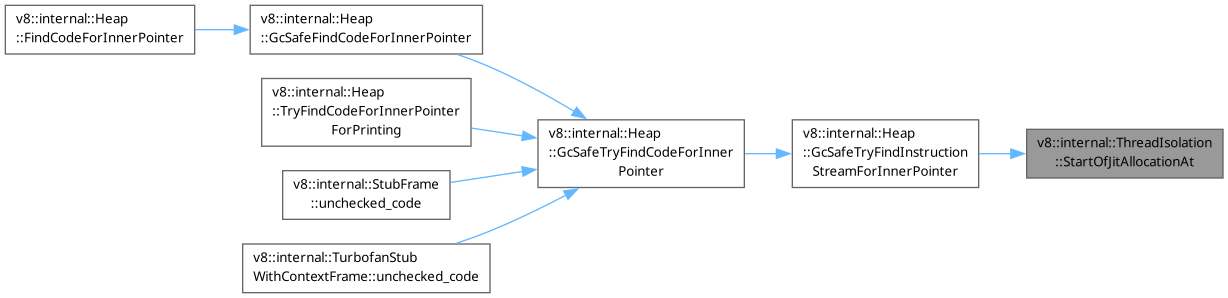 v8::internal::Heap
::FindCodeForInnerPointer
v8::internal::Heap
::GcSafeFindCodeForInnerPointer
v8::internal::Heap
::TryFindCodeForInnerPointer
ForPrinting
v8::internal::StubFrame
::unchecked_code
v8::internal::TurbofanStub
WithContextFrame::unchecked_code
v8::internal::Heap
::GcSafeTryFindCodeForInner
Pointer
v8::internal::Heap
::GcSafeTryFindInstruction
StreamForInnerPointer
v8::internal::ThreadIsolation
::StartOfJitAllocationAt